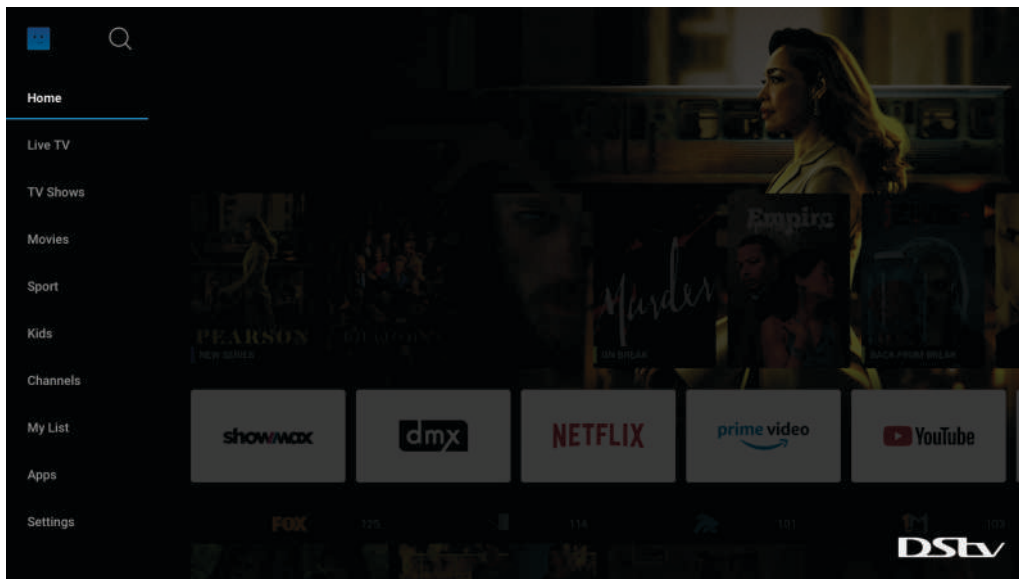 Home
Live TV
TV Shows
Movies
Sport
Kids
Channels
My List
Apps
Settings
Empire
Murder
PEARSON
NEW SERIES
ON BREAK
BACK FROM BREAK
showmax
dmx
NETFLIX
prime video
YouTube
FOX
125
114
101
103
DStv